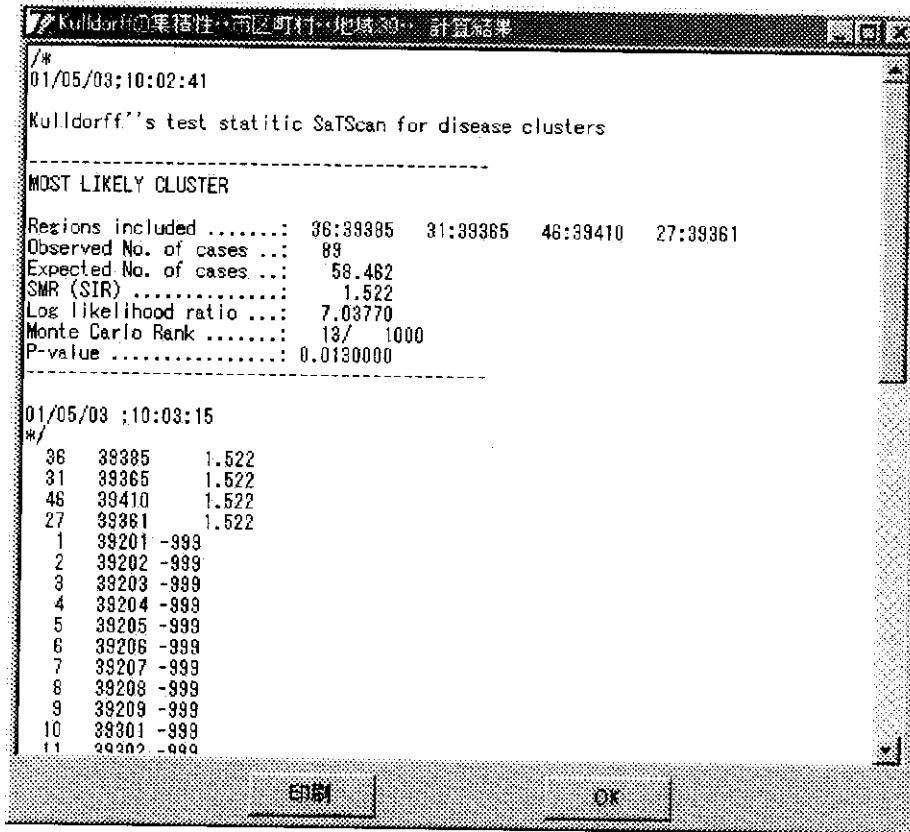 Kulldorffの集積性・・市区町村・・地域30・・ 計算結果
/*
01/05/03;10:02:41
Kulldorff''s test statitic SaTScan for disease clusters
------------------------------------------------
MOST LIKELY CLUSTER
Regions included .......: 36:39385 31:39365 46:39410 27:39361
Observed No. of cases ..: 89
Expected No. of cases ..: 58.462
SMR (SIR) ..............: 1.522
Log likelihood ratio ...: 7.03770
Monte Carlo Rank .......: 13/ 1000
P-value ................: 0.0130000
------------------------------------------------
01/05/03 ;10:03:15
*/
36 39385 1.522
31 39365 1.522
46 39410 1.522
27 39361 1.522
1 39201 -999
2 39202 -999
3 39203 -999
4 39204 -999
5 39205 -999
6 39206 -999
7 39207 -999
8 39208 -999
9 39209 -999
10 39301 -999
11 39302 -999
印刷 OK